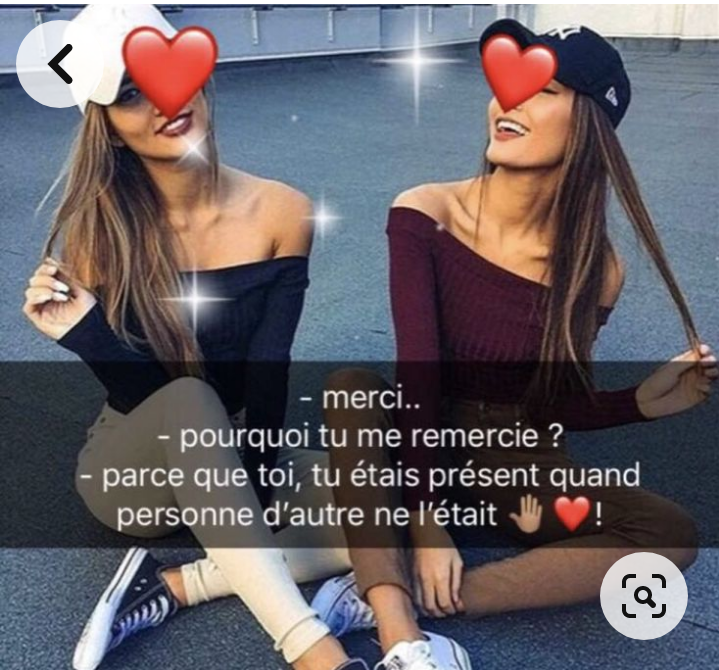 - merci..
- pourquoi tu me remercie ?
- parce que toi, tu étais présent quand
personne d'autre ne l'était 🤚🏽 ❤️!